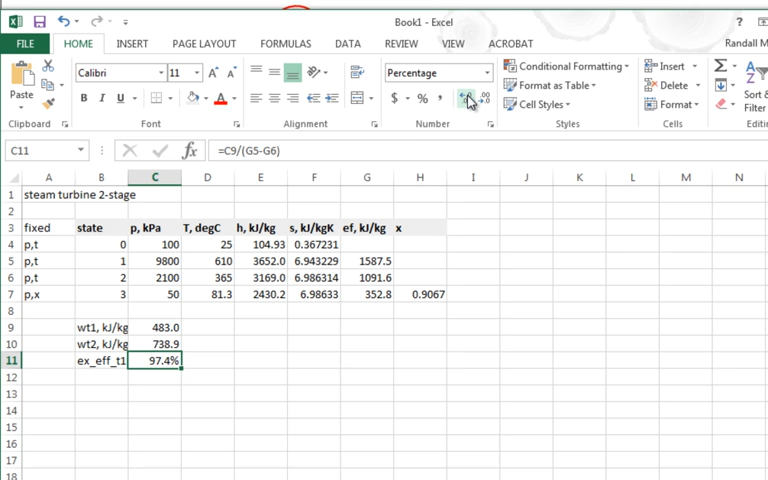 Book1 - Excel
?
FILE HOME INSERT PAGE LAYOUT FORMULAS DATA REVIEW VIEW ACROBAT Randall M
Paste
Calibri 11
B I U A
Percentage
$ % ,
Conditional Formatting
Format as Table
Cell Styles
Insert
Delete
Format
Σ
Sort &
Filter
Clipboard Font Alignment Number Styles Cells Editin
C11 fx =C9/(G5-G6)
A B C D E F G H I J K L M N
1 steam turbine 2-stage
2
3 fixed state p, kPa T, degC h, kJ/kg s, kJ/kgK ef, kJ/kg x
4 p,t 0 100 25 104.93 0.367231
5 p,t 1 9800 610 3652.0 6.943229 1587.5
6 p,t 2 2100 365 3169.0 6.986314 1091.6
7 p,x 3 50 81.3 2430.2 6.98633 352.8 0.9067
8
9 wt1, kJ/kg 483.0
10 wt2, kJ/kg 738.9
11 ex_eff_t1 97.4%
12
13
14
15
16
17
18